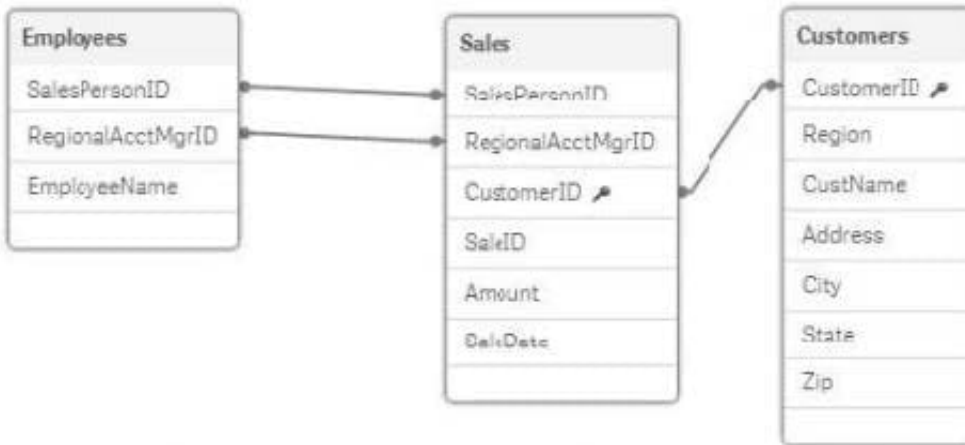 Employees
SalesPersonID
RegionalAcctMgrID
EmployeeName
Sales
SalesPersonID
RegionalAcctMgrID
CustomerID
SaleID
Amount
SaleDate
Customers
CustomerID
Region
CustName
Address
City
State
Zip